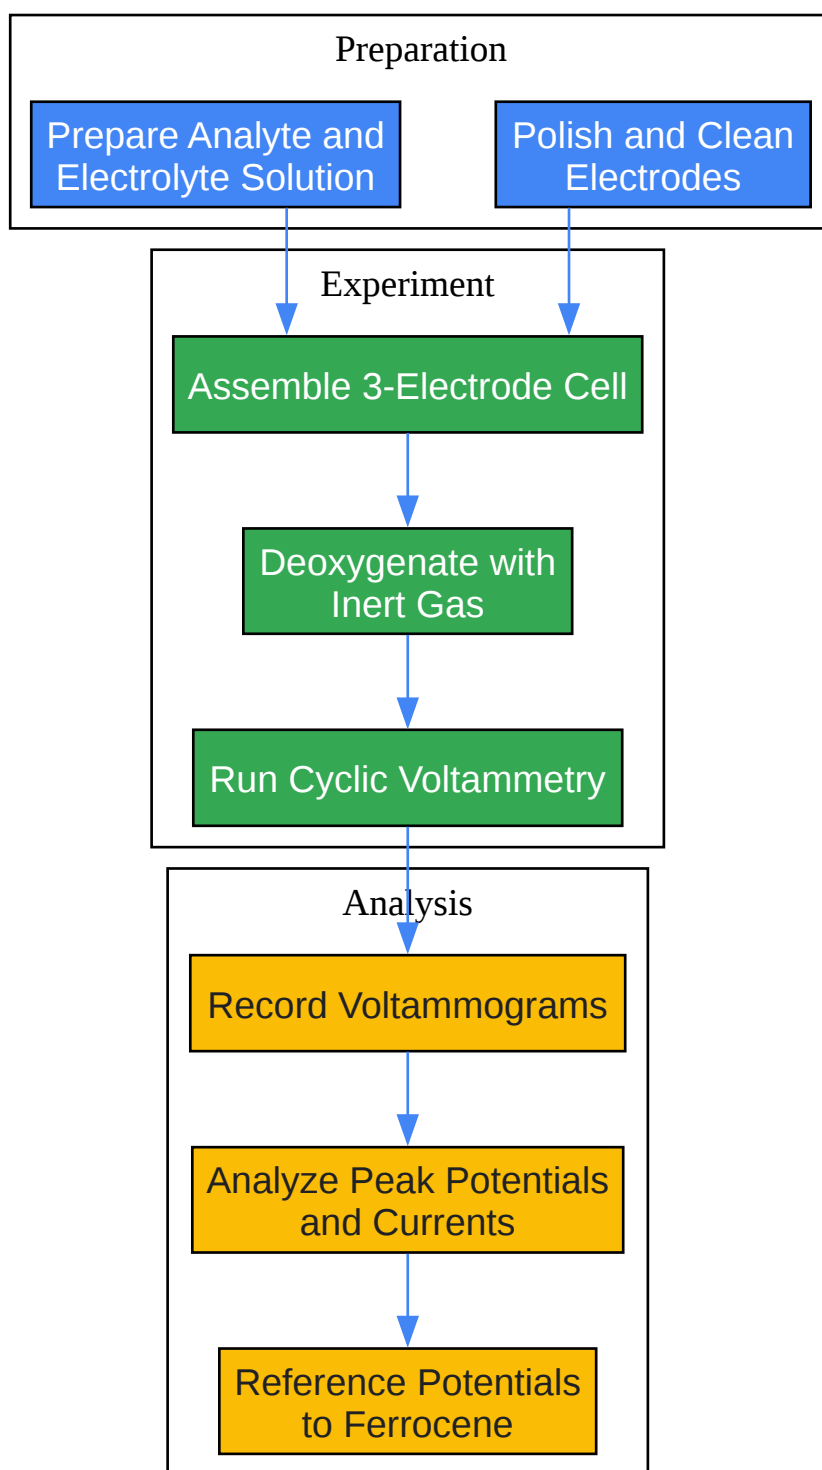 Preparation
Prepare Analyte and
Electrolyte Solution
Polish and Clean
Electrodes
Experiment
Assemble 3-Electrode Cell
Deoxygenate with
Inert Gas
Run Cyclic Voltammetry
Analysis
Record Voltammograms
Analyze Peak Potentials
and Currents
Reference Potentials
to Ferrocene